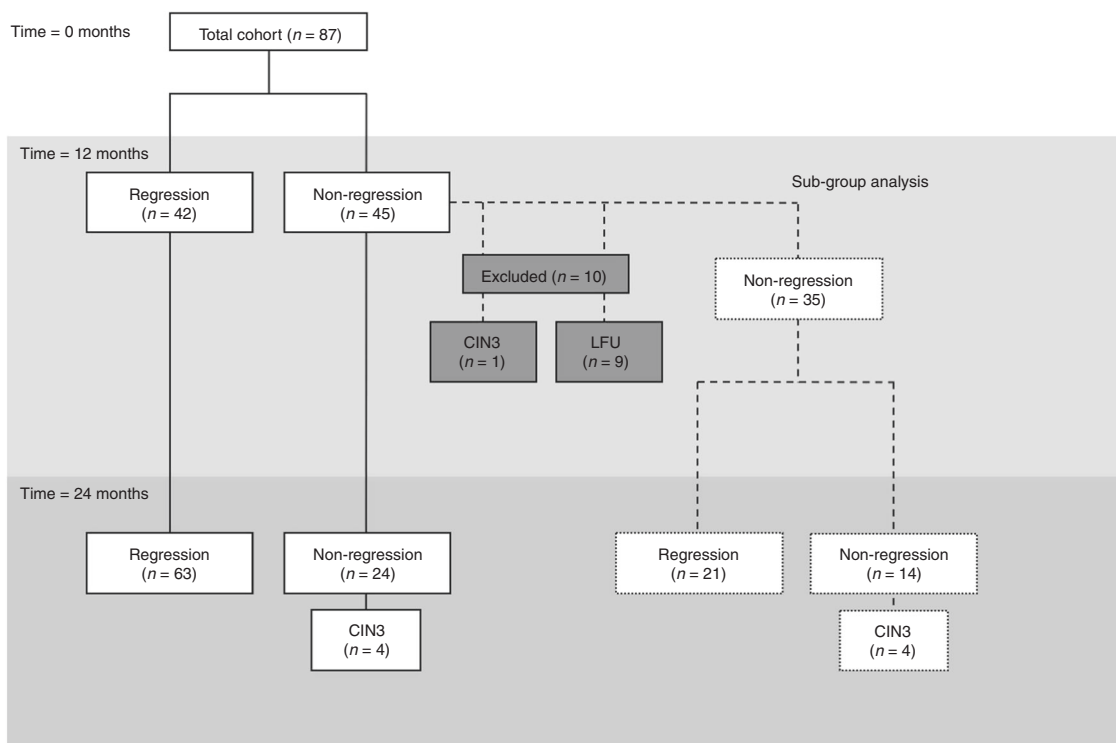 Time = 0 months
Total cohort (n = 87)
Time = 12 months
Sub-group analysis
Regression
(n = 42)
Non-regression
(n = 45)
Excluded (n = 10)
Non-regression
(n = 35)
CIN3
(n = 1)
LFU
(n = 9)
Time = 24 months
Regression
(n = 63)
Non-regression
(n = 24)
Regression
(n = 21)
Non-regression
(n = 14)
CIN3
(n = 4)
CIN3
(n = 4)